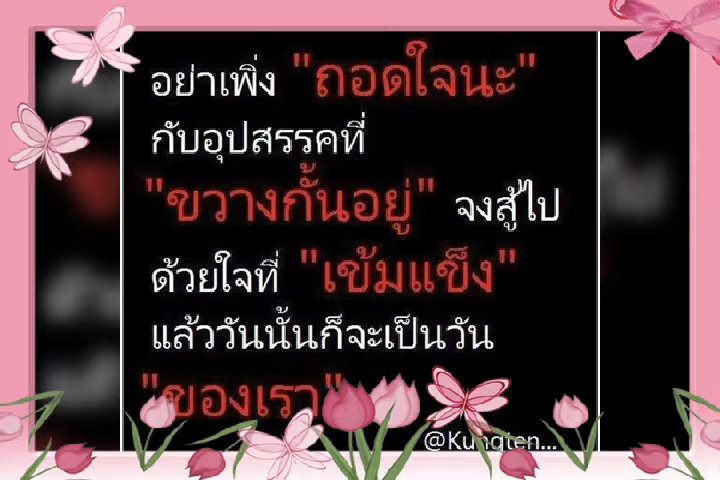 อย่าเพิ่ง "ถอดใจนะ"
กับอุปสรรคที่
"ขวางกั้นอยู่" จงสู้ไป
ด้วยใจที่ "เข้มแข็ง"
แล้ววันนั้นก็จะเป็นวัน
"ของเรา"
@Kungten...